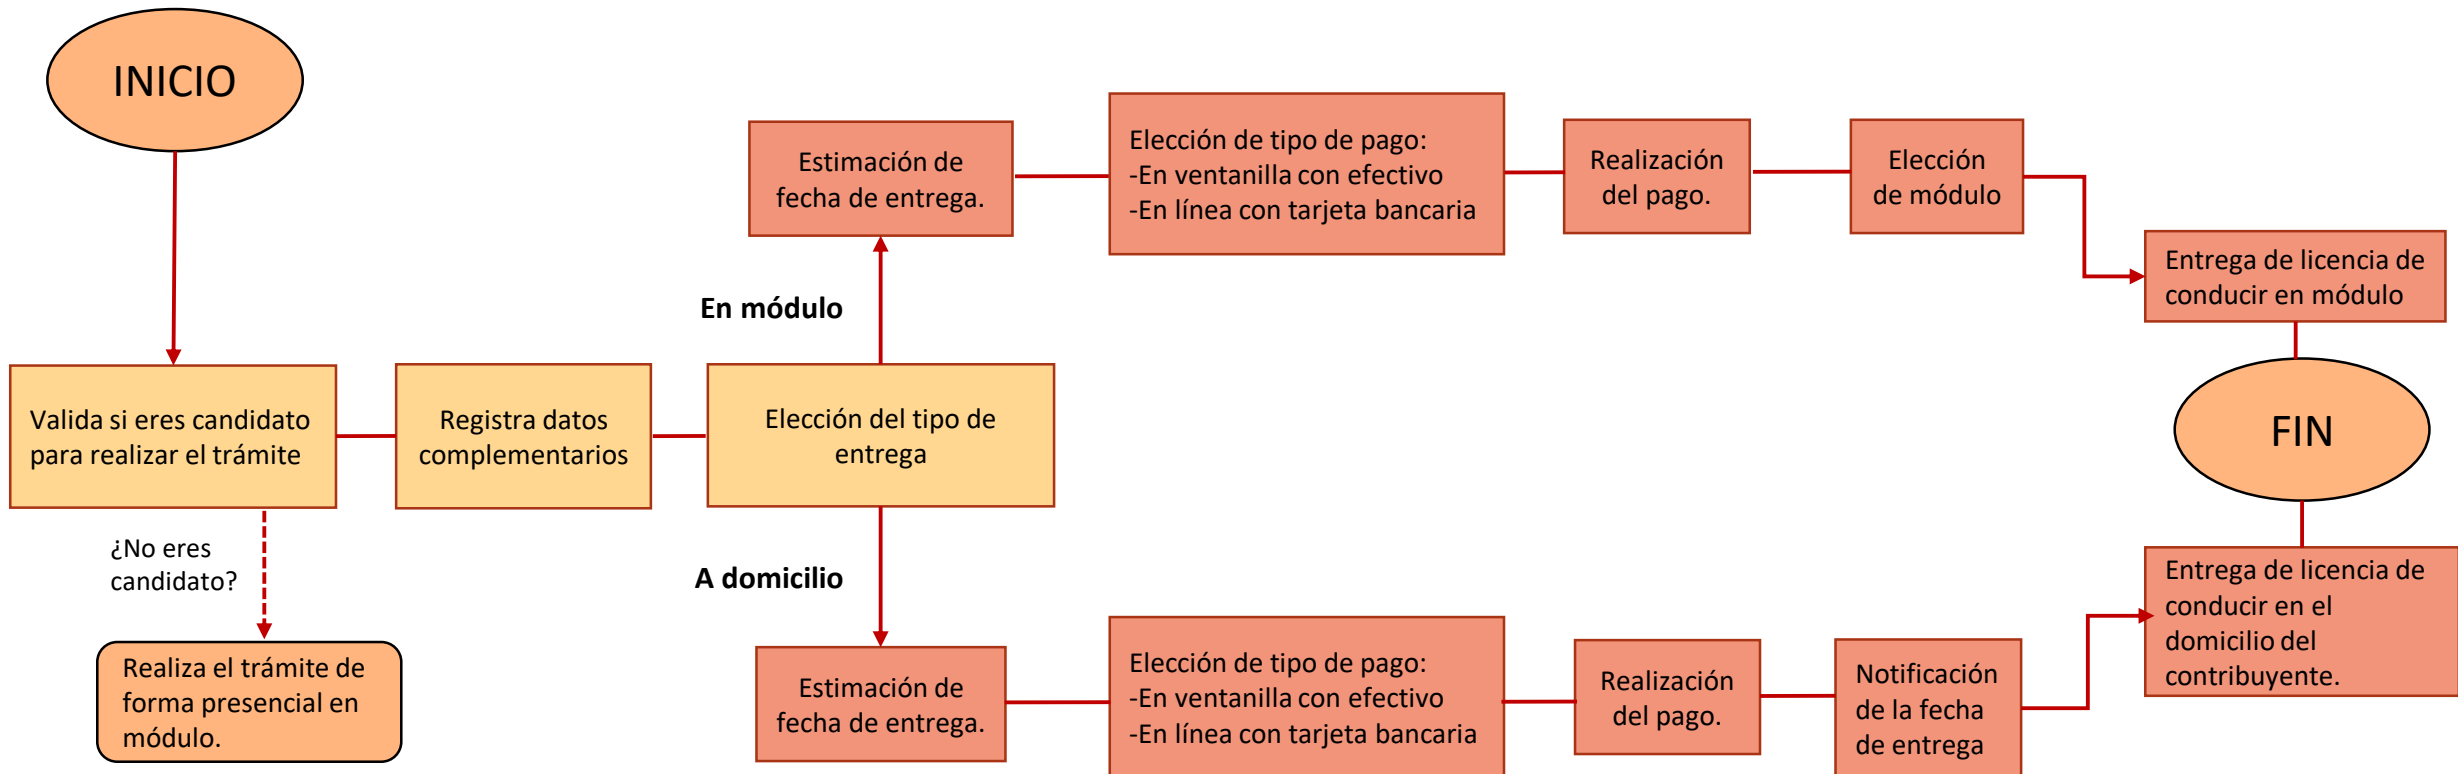 INICIO
Valida si eres candidato
para realizar el trámite
¿No eres
candidato?
Realiza el trámite de
forma presencial en
módulo.
Registra datos
complementarios
Elección del tipo de
entrega
En módulo
Estimación de
fecha de entrega.
Elección de tipo de pago:
-En ventanilla con efectivo
-En línea con tarjeta bancaria
Realización
del pago.
Elección
de módulo
Entrega de licencia de
conducir en módulo
A domicilio
Estimación de
fecha de entrega.
Elección de tipo de pago:
-En ventanilla con efectivo
-En línea con tarjeta bancaria
Realización
del pago.
Notificación
de la fecha
de entrega
Entrega de licencia de
conducir en el
domicilio del
contribuyente.
FIN